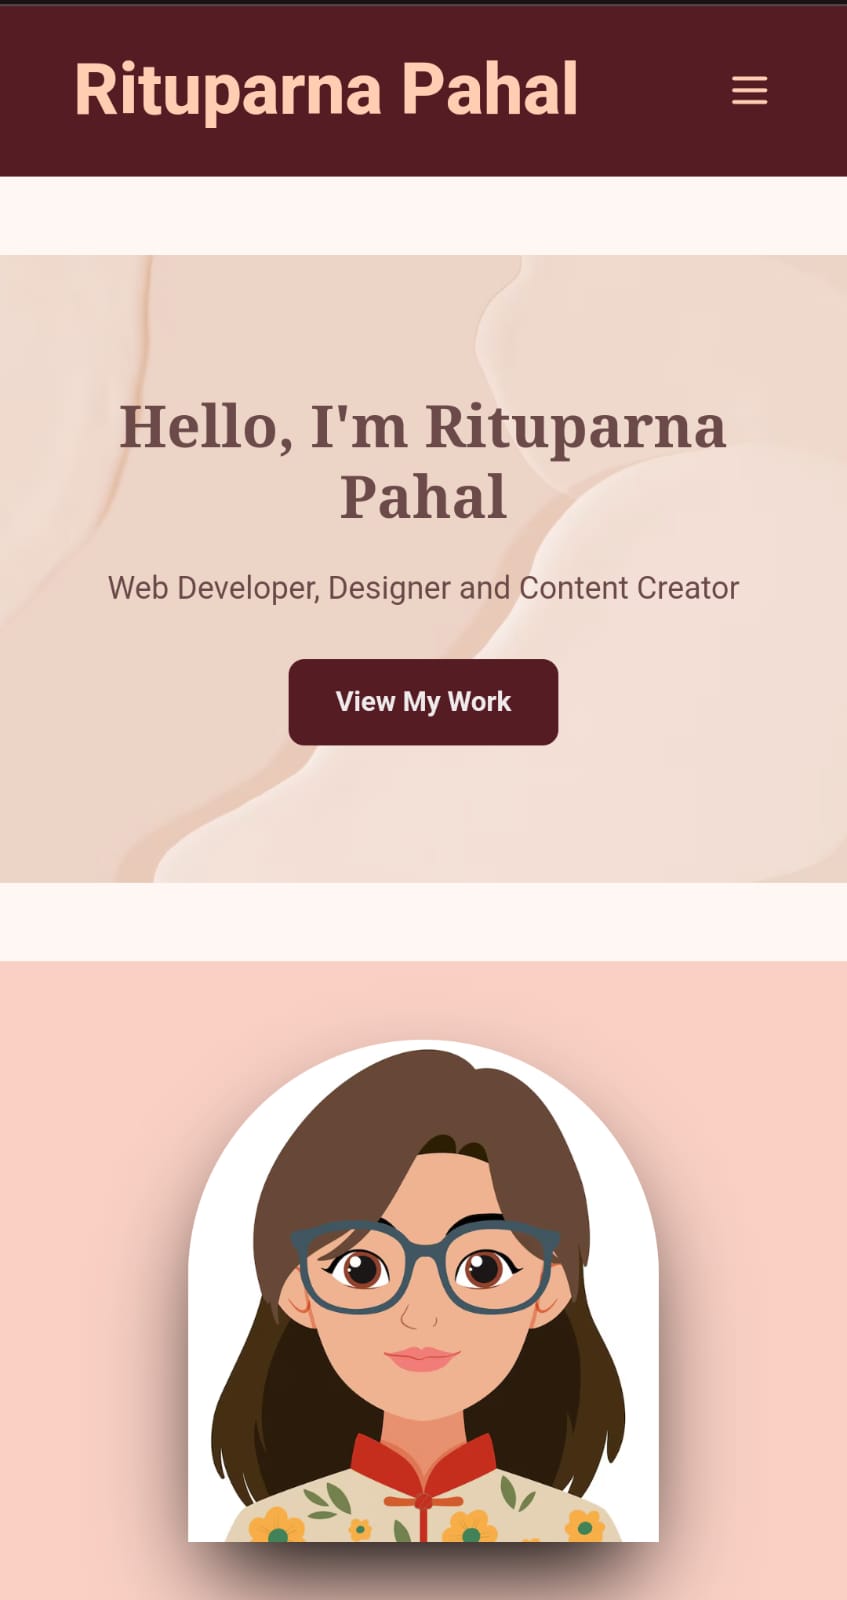 Rituparna Pahal
Hello, I'm Rituparna
Pahal
Web Developer, Designer and Content Creator
View My Work